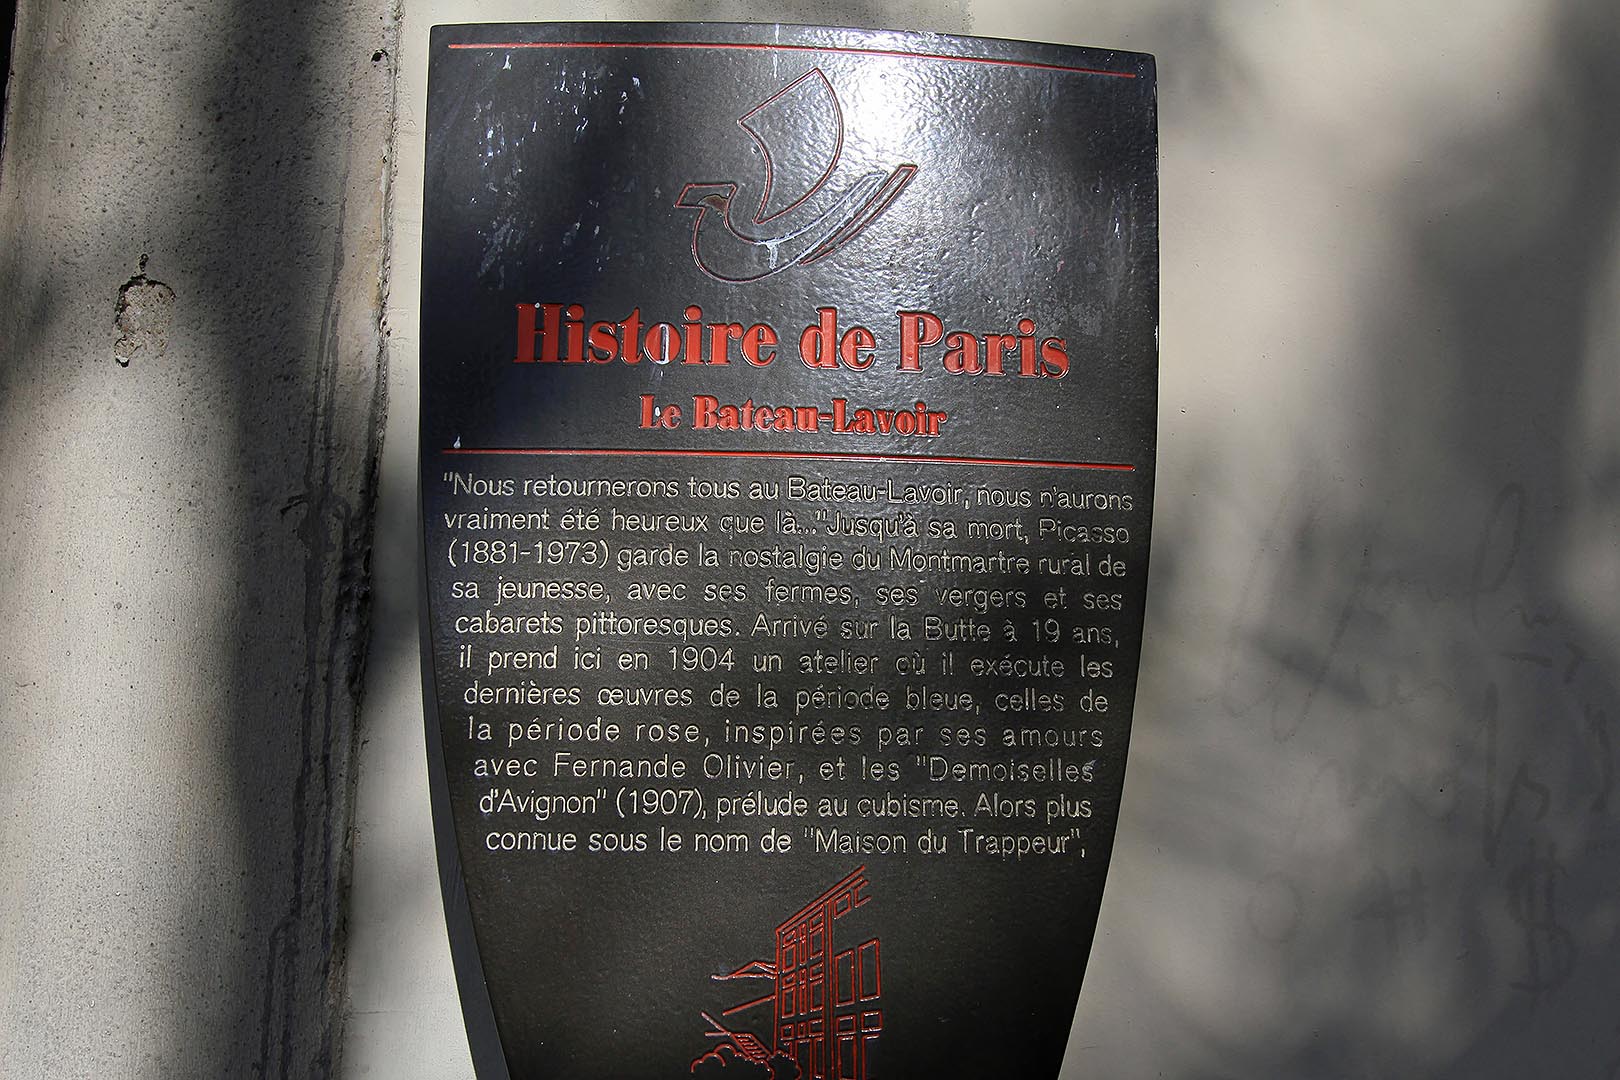 Histoire de Paris
Le Bateau-Lavoir
"Nous retournerons tous au Bateau-Lavoir, nous n'aurons
vraiment été heureux que là..."Jusqu'à sa mort, Picasso
(1881-1973) garde la nostalgie du Montmartre rural de
sa jeunesse, avec ses fermes, ses vergers et ses
cabarets pittoresques. Arrivé sur la Butte à 19 ans,
il prend ici en 1904 un atelier où il exécute les
dernières œuvres de la période bleue, celles de
la période rose, inspirées par ses amours
avec Fernande Olivier, et les "Demoiselles
d'Avignon" (1907), prélude au cubisme. Alors plus
connue sous le nom de "Maison du Trappeur",